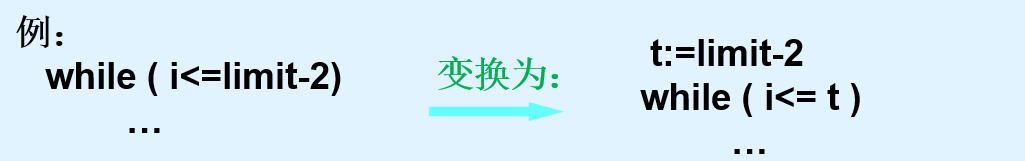 例：
while ( i<=limit-2)
…
变换为：
t:=limit-2
while ( i<= t )
…